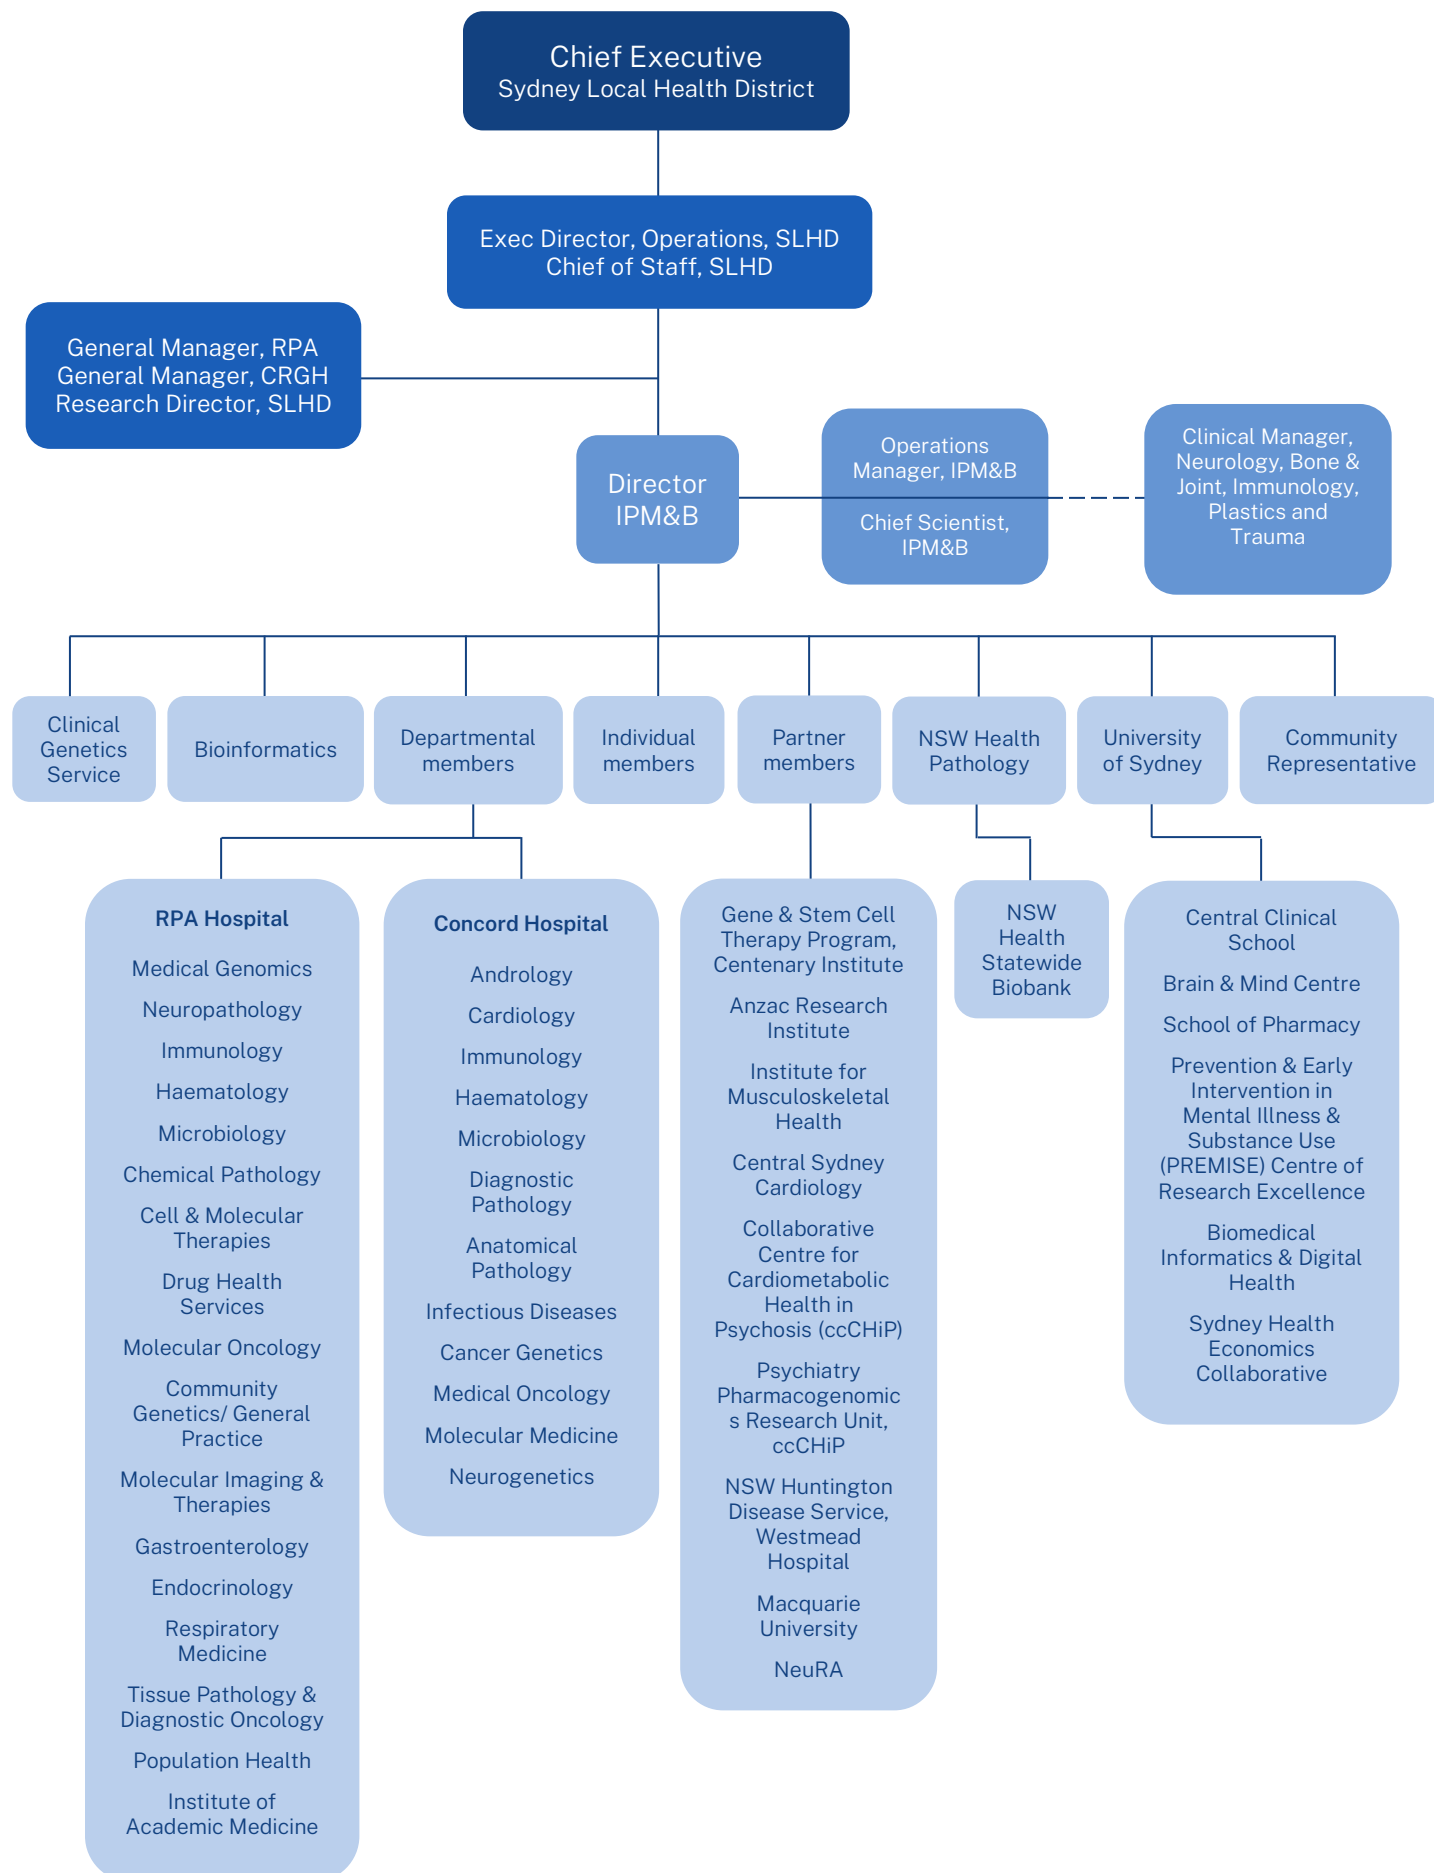 Chief Executive
Sydney Local Health District
Exec Director, Operations, SLHD
Chief of Staff, SLHD
General Manager, RPA
General Manager, CRGH
Research Director, SLHD
Director
IPM&B
Operations
Manager, IPM&B
Chief Scientist,
IPM&B
Clinical Manager,
Neurology, Bone &
Joint, Immunology,
Plastics and
Trauma
Clinical
Genetics
Service
Bioinformatics
Departmental
members
Individual
members
Partner
members
NSW Health
Pathology
University
of Sydney
Community
Representative
RPA Hospital
Medical Genomics
Neuropathology
Immunology
Haematology
Microbiology
Chemical Pathology
Cell & Molecular
Therapies
Drug Health
Services
Molecular Oncology
Community
Genetics/ General
Practice
Molecular Imaging &
Therapies
Gastroenterology
Endocrinology
Respiratory
Medicine
Tissue Pathology &
Diagnostic Oncology
Population Health
Institute of
Academic Medicine
Concord Hospital
Andrology
Cardiology
Immunology
Haematology
Microbiology
Diagnostic
Pathology
Anatomical
Pathology
Infectious Diseases
Cancer Genetics
Medical Oncology
Molecular Medicine
Neurogenetics
Gene & Stem Cell
Therapy Program,
Centenary Institute
Anzac Research
Institute
Institute for
Musculoskeletal
Health
Central Sydney
Cardiology
Collaborative
Centre for
Cardiometabolic
Health in
Psychosis (ccCHiP)
Psychiatry
Pharmacogenomic
s Research Unit,
ccCHiP
NSW Huntington
Disease Service,
Westmead
Hospital
Macquarie
University
NeuRA
NSW
Health
Statewide
Biobank
Central Clinical
School
Brain & Mind Centre
School of Pharmacy
Prevention & Early
Intervention in
Mental Illness &
Substance Use
(PREMISE) Centre of
Research Excellence
Biomedical
Informatics & Digital
Health
Sydney Health
Economics
Collaborative